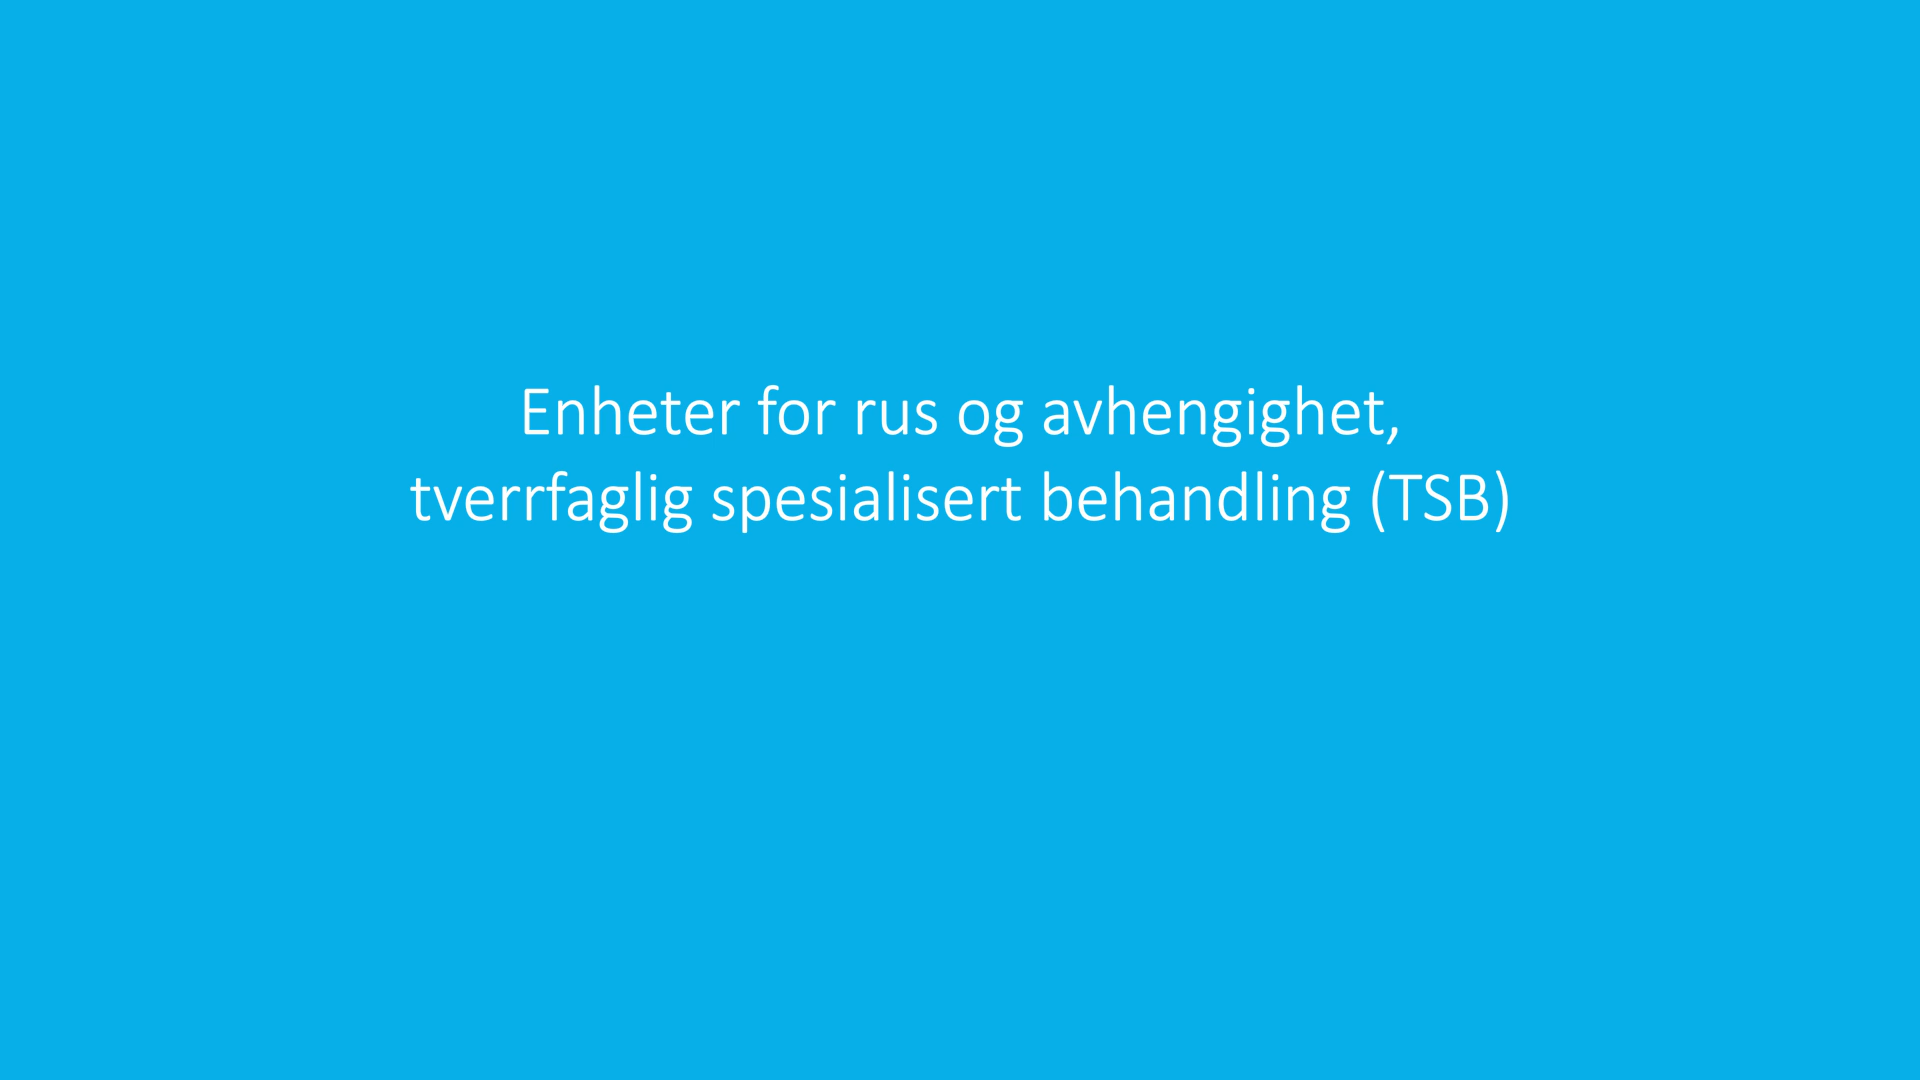 Enheter for rus og avhengighet,
tverrfaglig spesialisert behandling (TSB)